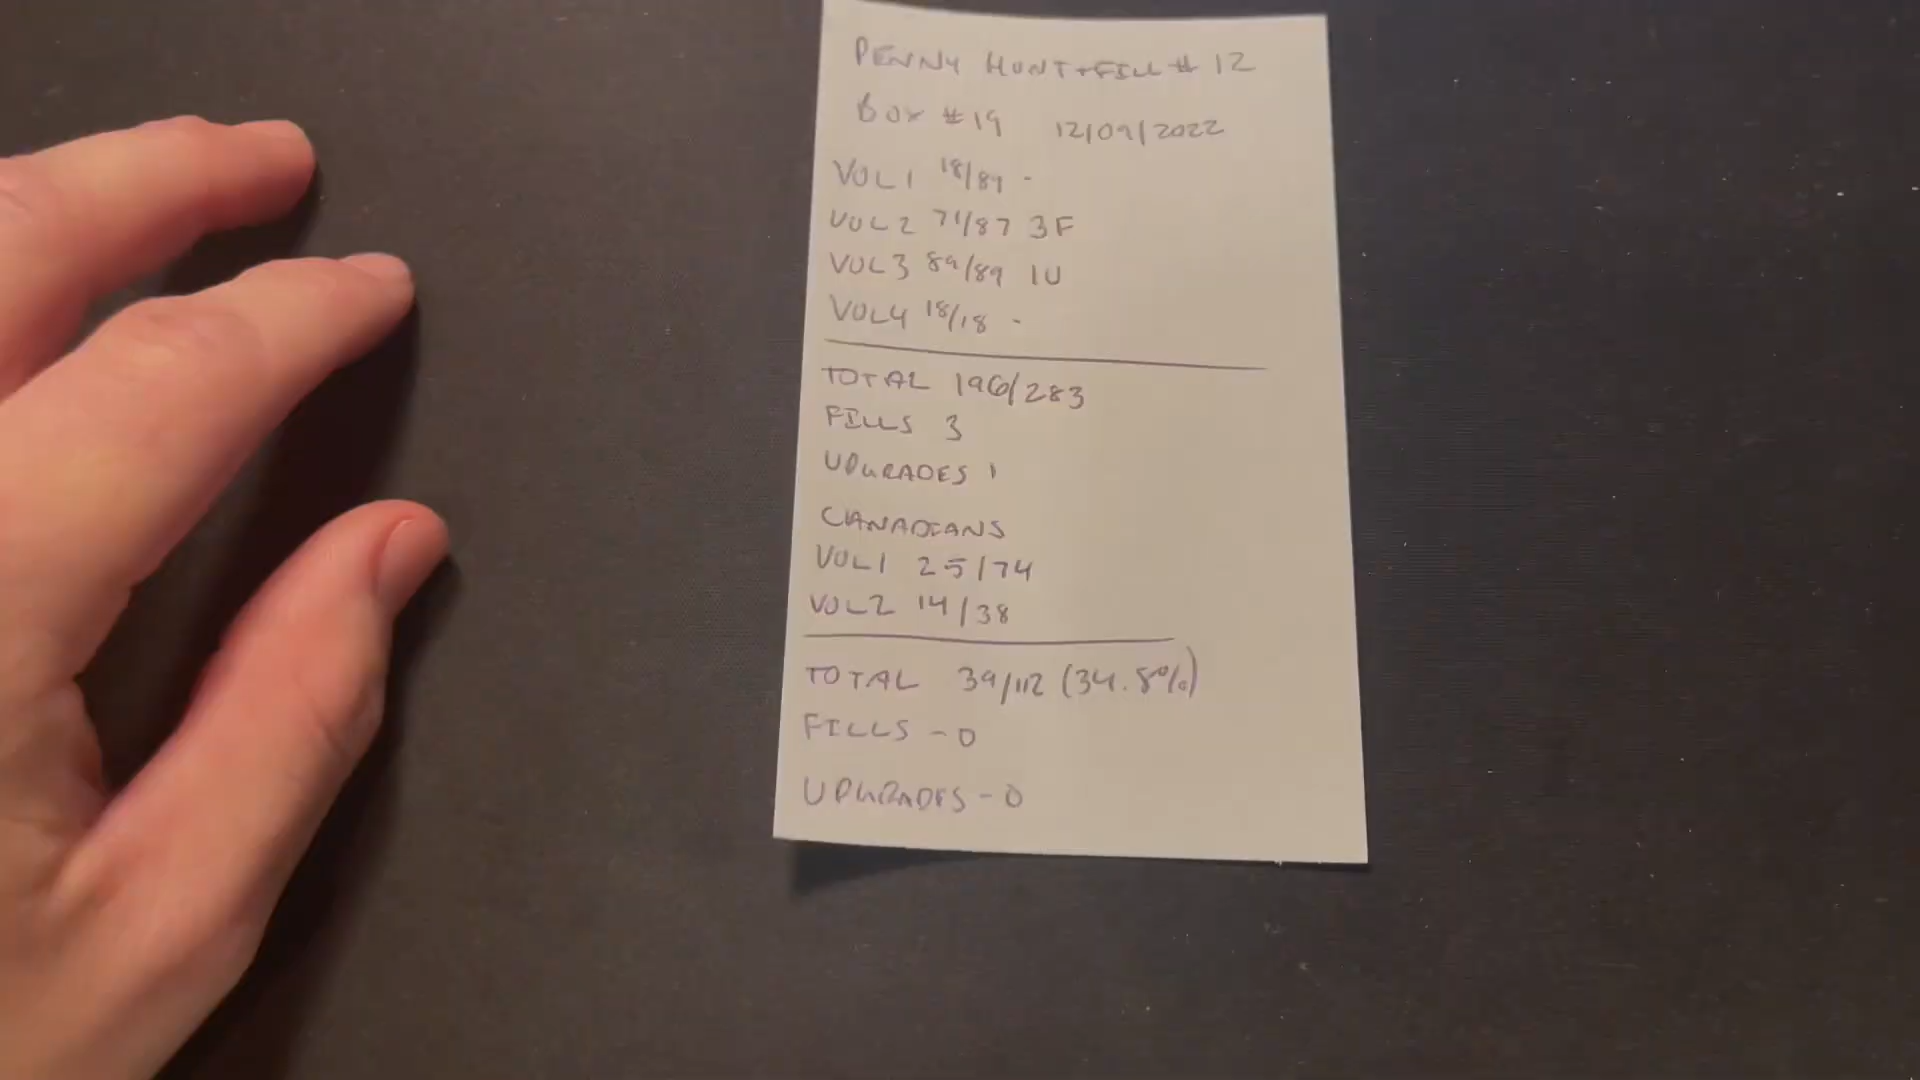 PENNY HUNT+FILL # 12
BOX #19 12/09/2022
VOL1 18/89 -
VOL2 71/87 3F
VOL3 89/89 1U
VOL4 18/18 -
TOTAL 196/283
FILLS 3
UPGRADES 1
CANADIANS
VOL1 25/74
VOL2 14/38
TOTAL 39/112 (34.8%)
FILLS - 0
UPGRADES - 0